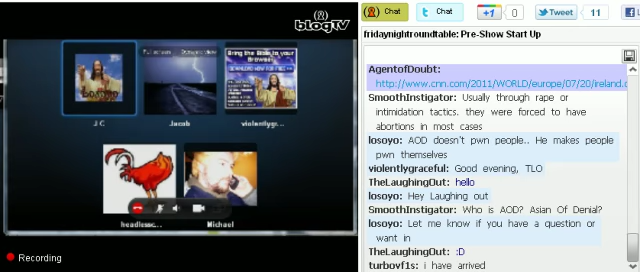 blogTV
J C
Jacob
violentlygr...
Bring the Bible to your
Browser
headlessc...
Michael
Recording
Chat
Chat
+1
0
Tweet
11
fridaynightroundtable: Pre-Show Start Up
AgentofDoubt:
http://www.cnn.com/2011/WORLD/europe/07/20/ireland.c
SmoothInstigator: Usually through rape or
intimidation tactics. they were forced to have
abortions in most cases
losoyo: AOD doesn't pwn people.. He makes people
pwn themselves
violentlygraceful: Good evening, TLO
TheLaughingOut: hello
losoyo: Hey Laughing out
SmoothInstigator: Who is AOD? Asian Of Denial?
losoyo: Let me know if you have a question or
want in
TheLaughingOut: :D
turbovf1s: i have arrived